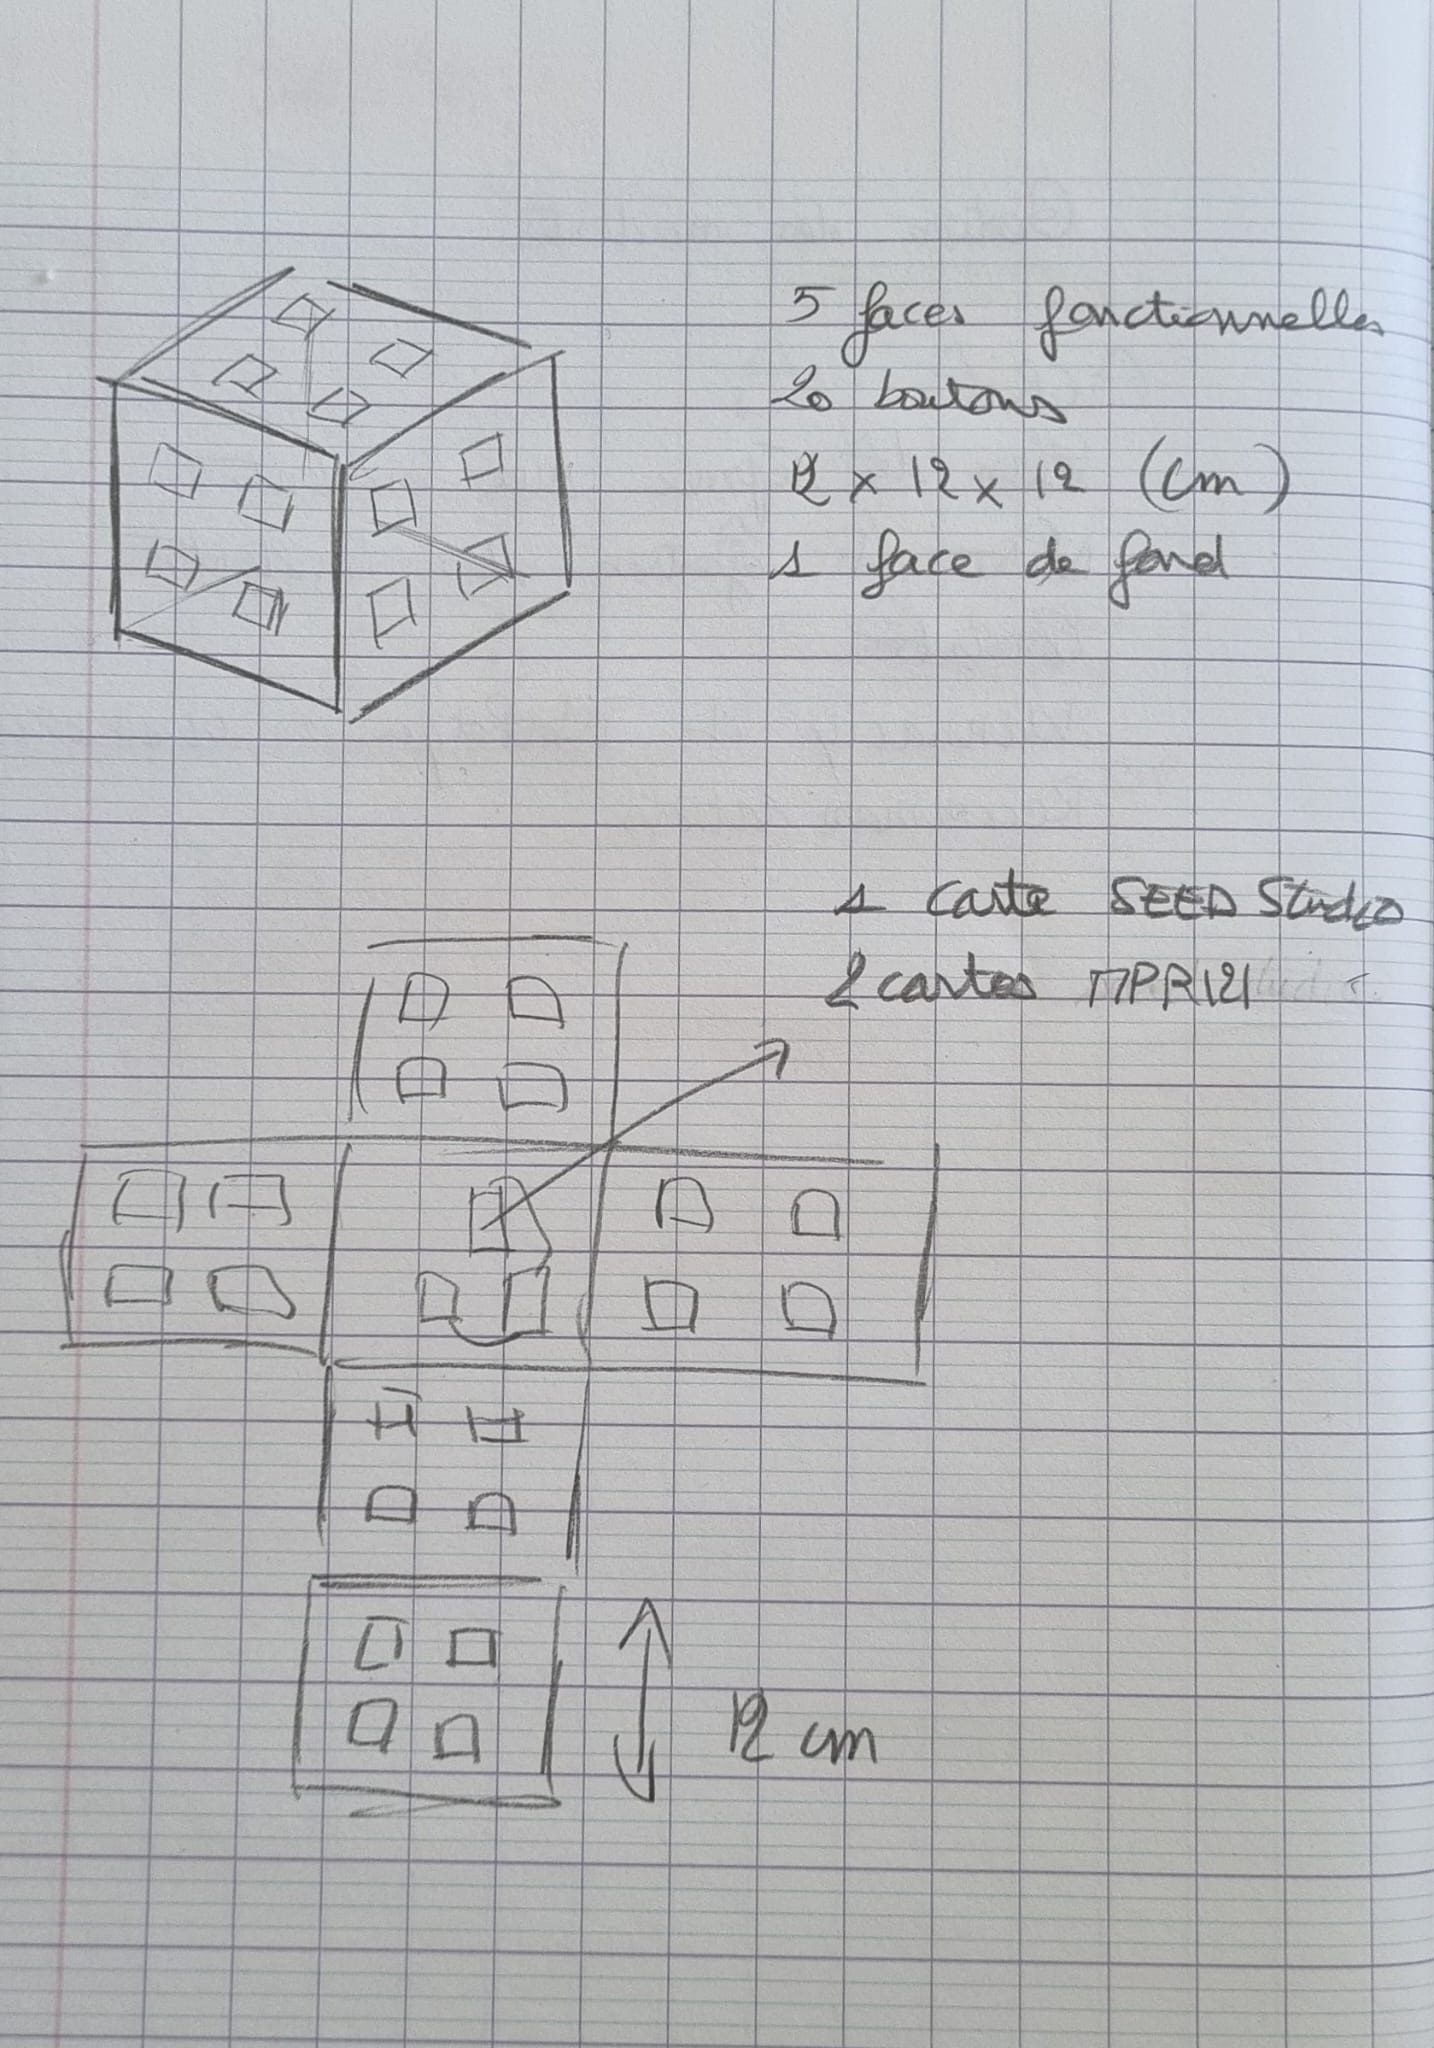 5 faces fonctionnelles
20 boutons
12 x 12 x 12 (cm)
1 face de fond
1 carte SEED Studio
2 cartes MPR121
12 cm